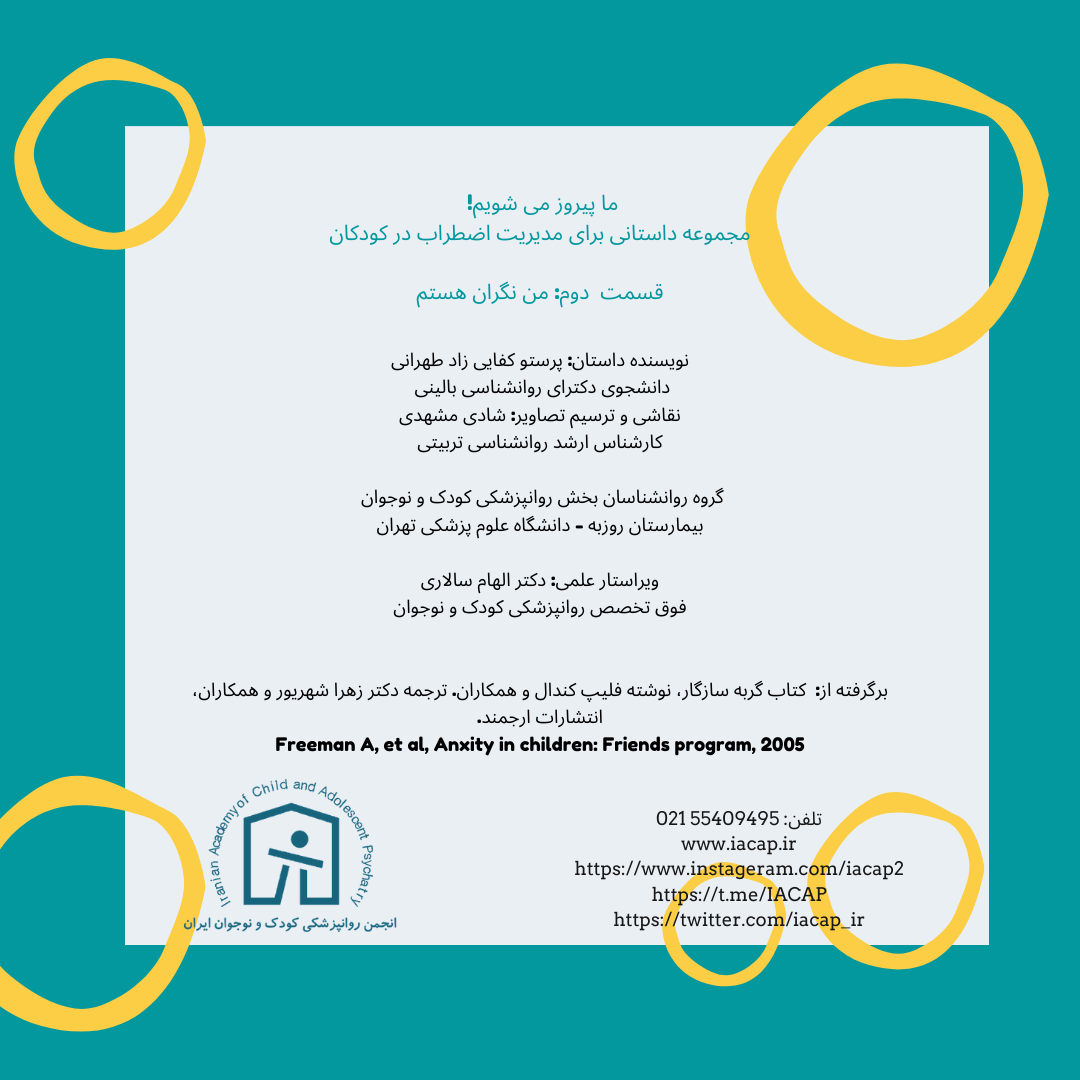 ما پیروز می شویم!
مجموعه داستانی برای مدیریت اضطراب در کودکان
قسمت دوم: من نگران هستم
نویسنده داستان: پرستو کفایی زاد طهرانی
دانشجوی دکترای روانشناسی بالینی
نقاشی و ترسیم تصاویر: شادی مشهدی
کارشناس ارشد روانشناسی تربیتی
گروه روانشناسان بخش روانپزشکی کودک و نوجوان
بیمارستان روزبه - دانشگاه علوم پزشکی تهران
ویراستار علمی: دکتر الهام سالاری
فوق تخصص روانپزشکی کودک و نوجوان
برگرفته از: کتاب گربه سازگار، نوشته فلیپ کندال و همکاران. ترجمه دکتر زهرا شهریور و همکاران،
انتشارات ارجمند.
Freeman A, et al, Anxity in children: Friends program, 2005
تلفن: 55409495 021
www.iacap.ir
https://www.instageram.com/iacap2
https://t.me/IACAP
https://twitter.com/iacap_ir
Iranian Academy of Child and Adolescent Psychatry
انجمن روانپزشکی کودک و نوجوان ایران